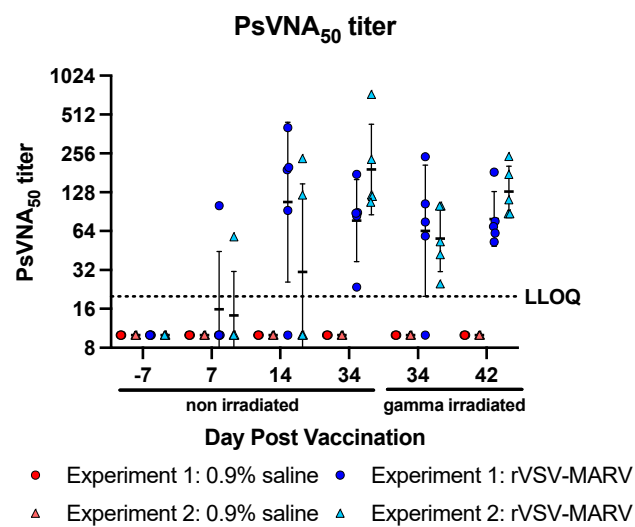 PsVNA50 titer
PsVNA50 titer
1024
512
256
128
64
32
16
8
LLOQ
-7 7 14 34 34 42
non irradiated gamma irradiated
Day Post Vaccination
Experiment 1: 0.9% saline Experiment 1: rVSV-MARV
Experiment 2: 0.9% saline Experiment 2: rVSV-MARV